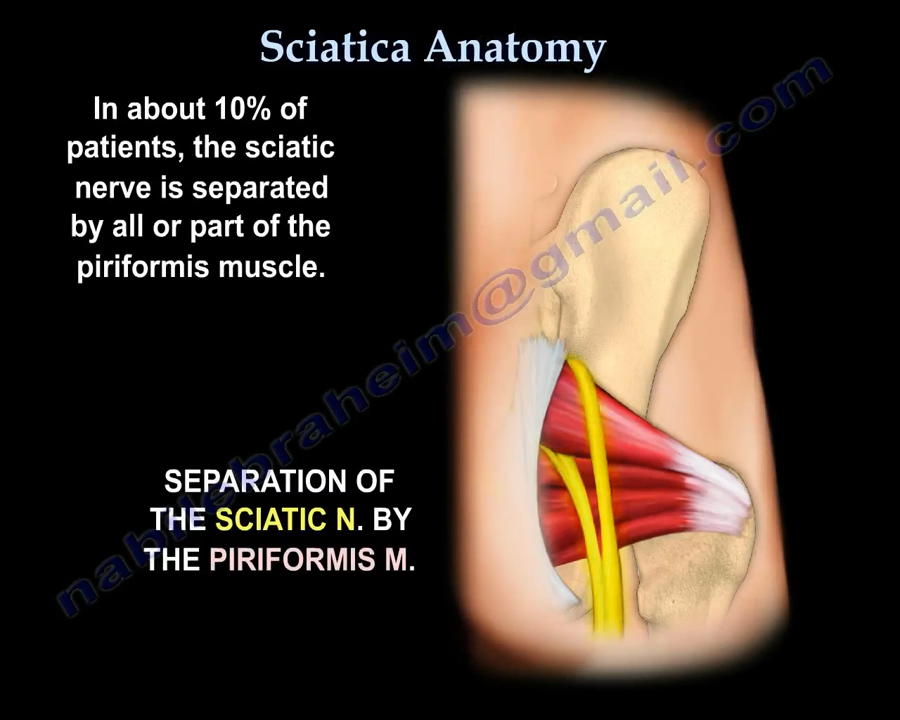 Sciatica Anatomy
In about 10% of
patients, the sciatic
nerve is separated
by all or part of the
piriformis muscle.
SEPARATION OF
THE SCIATIC N. BY
THE PIRIFORMIS M.
nabilebraheim@gmail.com